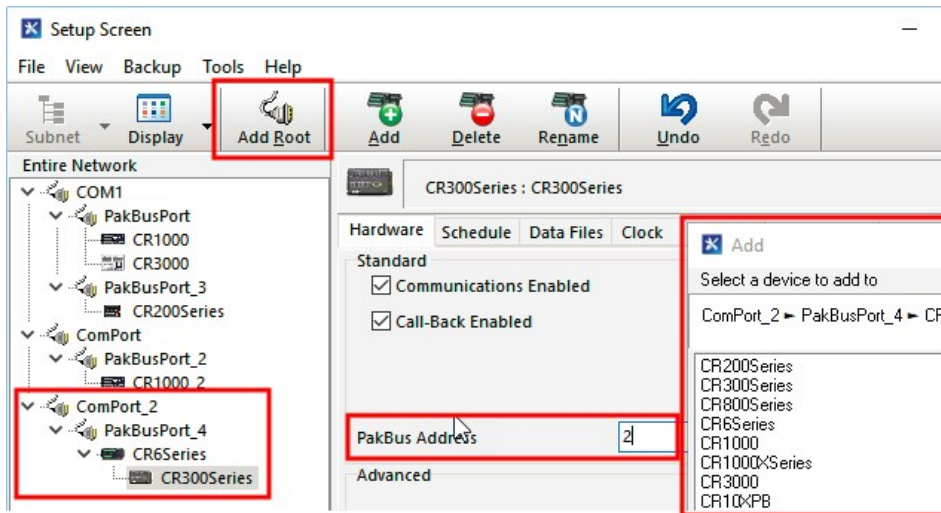 Setup Screen
File View Backup Tools Help
Subnet Display Add Root Add Delete Rename Undo Redo
Entire Network
COM1
PakBusPort
CR1000
CR3000
PakBusPort_3
CR200Series
ComPort
PakBusPort_2
CR1000_2
ComPort_2
PakBusPort_4
CR6Series
CR300Series
CR300Series : CR300Series
Hardware Schedule Data Files Clock
Standard
Communications Enabled
Call-Back Enabled
PakBus Address 2
Advanced
Add
Select a device to add to
ComPort_2 ► PakBusPort_4 ► CR
CR200Series
CR300Series
CR800Series
CR6Series
CR1000
CR1000XSeries
CR3000
CR10XPB